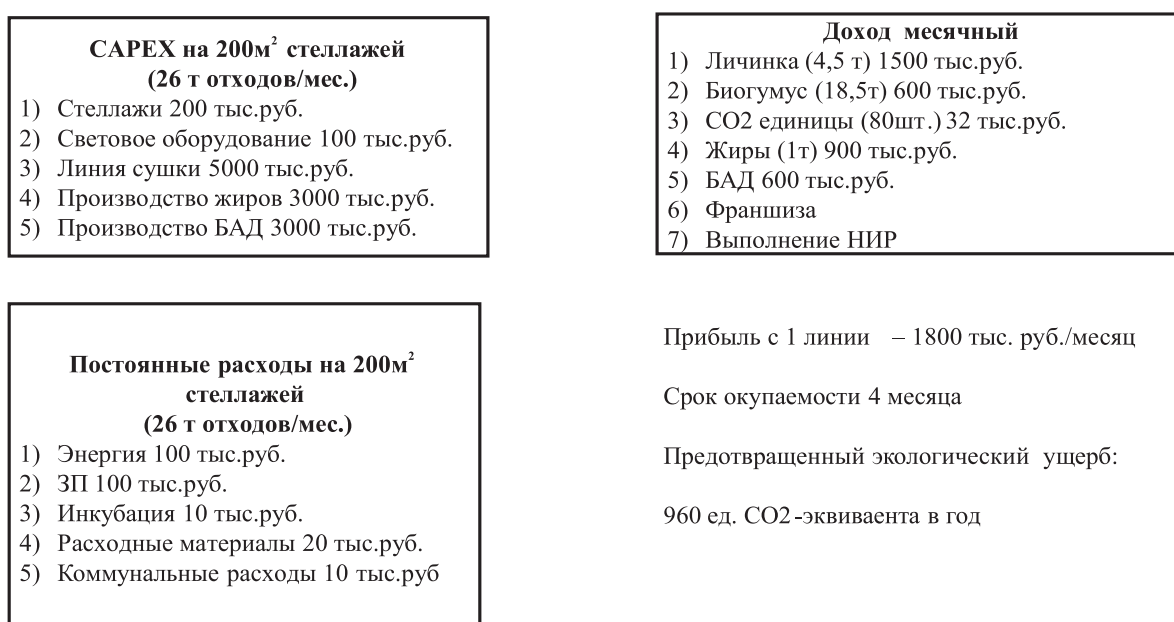 CAPEX на 200м² стеллажей
(26 т отходов/мес.)
1) Стеллажи 200 тыс.руб.
2) Световое оборудование 100 тыс.руб.
3) Линия сушки 5000 тыс.руб.
4) Производство жиров 3000 тыс.руб.
5) Производство БАД 3000 тыс.руб.
Доход месячный
1) Личинка (4,5 т) 1500 тыс.руб.
2) Биогумус (18,5т) 600 тыс.руб.
3) СО2 единицы (80шт.) 32 тыс.руб.
4) Жиры (1т) 900 тыс.руб.
5) БАД 600 тыс.руб.
6) Франшиза
7) Выполнение НИР
Постоянные расходы на 200м²
стеллажей
(26 т отходов/мес.)
1) Энергия 100 тыс.руб.
2) ЗП 100 тыс.руб.
3) Инкубация 10 тыс.руб.
4) Расходные материалы 20 тыс.руб.
5) Коммунальные расходы 10 тыс.руб
Прибыль с 1 линии – 1800 тыс. руб./месяц
Срок окупаемости 4 месяца
Предотвращенный экологический ущерб:
960 ед. СО2-эквиваента в год